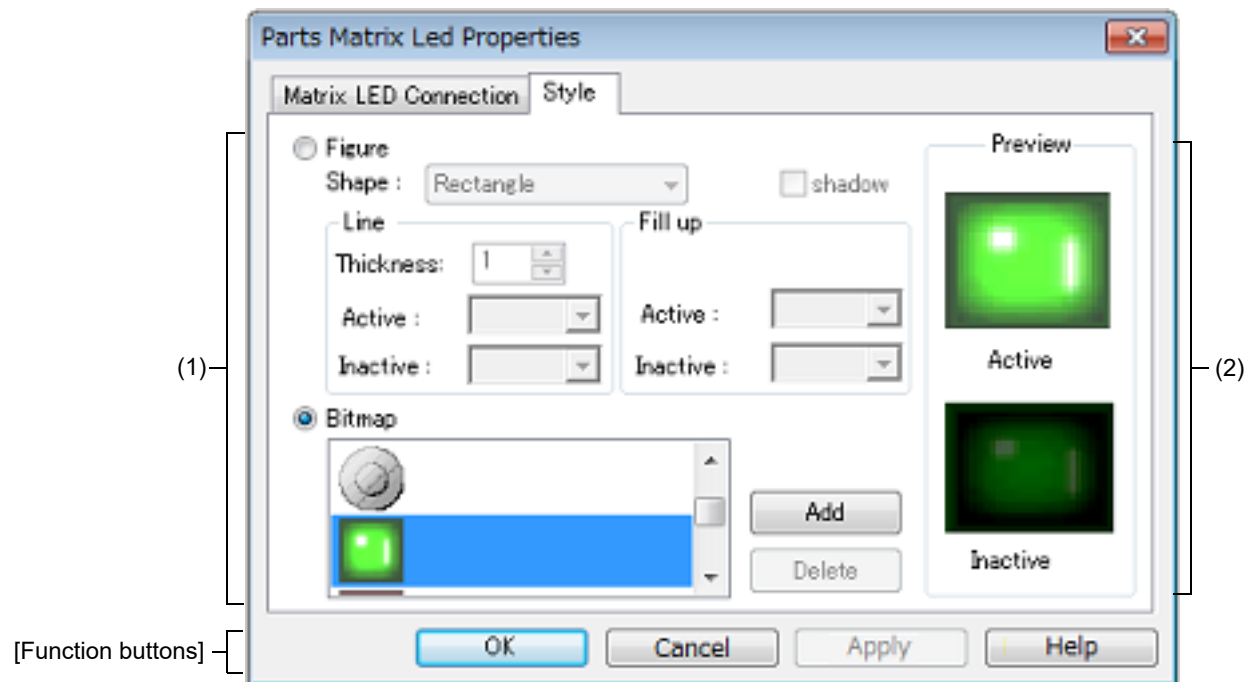 Parts Matrix Led Properties
Matrix LED Connection
Style
Figure
Shape :
Rectangle
shadow
Line
Thickness:
1
Active :
Inactive :
Fill up
Active :
Inactive :
Bitmap
Add
Delete
Preview
Active
Inactive
(1)
(2)
[Function buttons]
OK
Cancel
Apply
Help